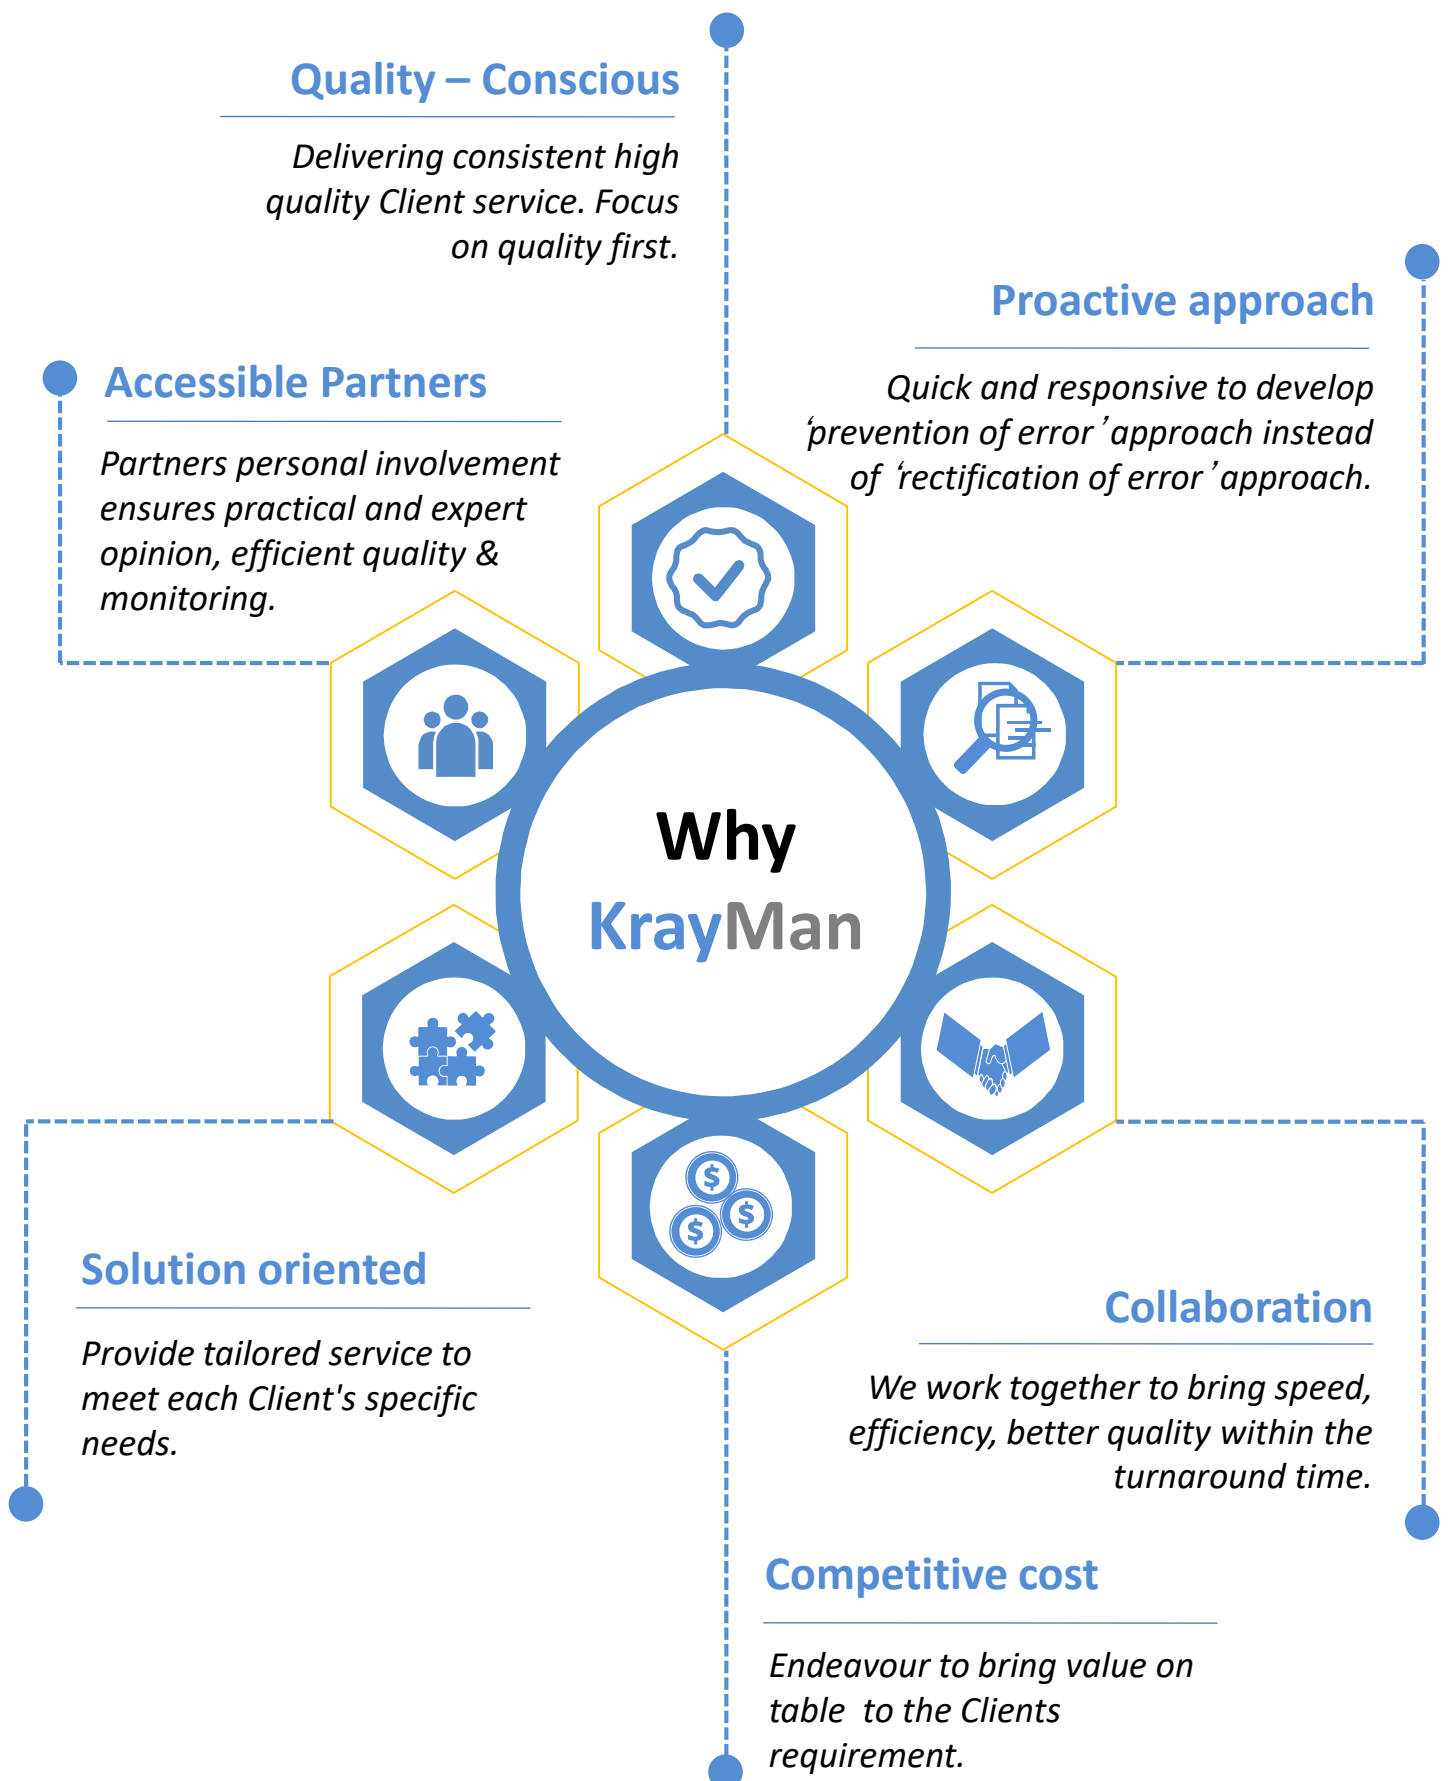 Quality – Conscious
Delivering consistent high
quality Client service. Focus
on quality first.
Proactive approach
Quick and responsive to develop
‘prevention of error’ approach instead
of ‘rectification of error’ approach.
Accessible Partners
Partners personal involvement
ensures practical and expert
opinion, efficient quality &
monitoring.
Why
KrayMan
$
$
$
Solution oriented
Provide tailored service to
meet each Client's specific
needs.
Collaboration
We work together to bring speed,
efficiency, better quality within the
turnaround time.
Competitive cost
Endeavour to bring value on
table  to the Clients
requirement.